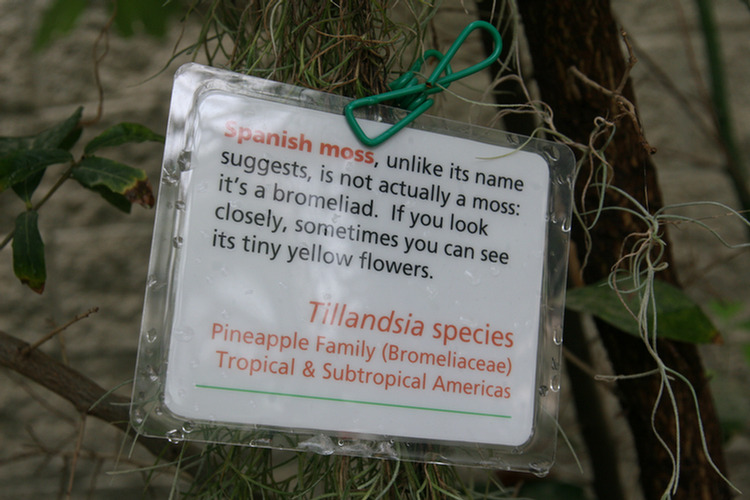 Spanish moss, unlike its name
suggests, is not actually a moss:
it's a bromeliad. If you look
closely, sometimes you can see
its tiny yellow flowers.
Tillandsia species
Pineapple Family (Bromeliaceae)
Tropical & Subtropical Americas